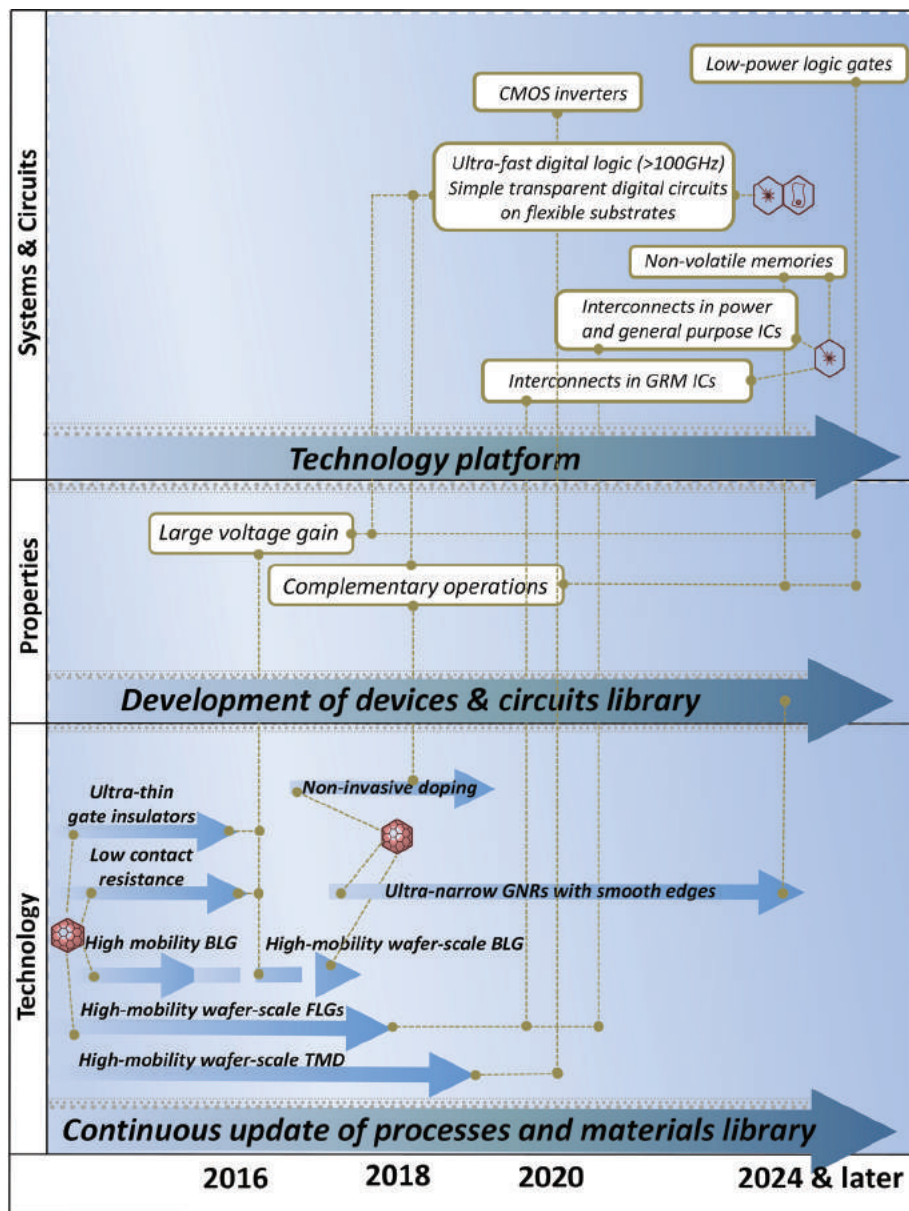 Systems & Circuits
Low-power logic gates
CMOS inverters
Ultra-fast digital logic (>100GHz)
Simple transparent digital circuits
on flexible substrates
Non-volatile memories
Interconnects in power
and general purpose ICs
Interconnects in GRM ICs
Technology platform
Properties
Large voltage gain
Complementary operations
Development of devices & circuits library
Technology
Non-invasive doping
Ultra-thin
gate insulators
Low contact
resistance
Ultra-narrow GNRs with smooth edges
High mobility BLG
High-mobility wafer-scale BLG
High-mobility wafer-scale FLGs
High-mobility wafer-scale TMD
Continuous update of processes and materials library
2016 2018 2020 2024 & later